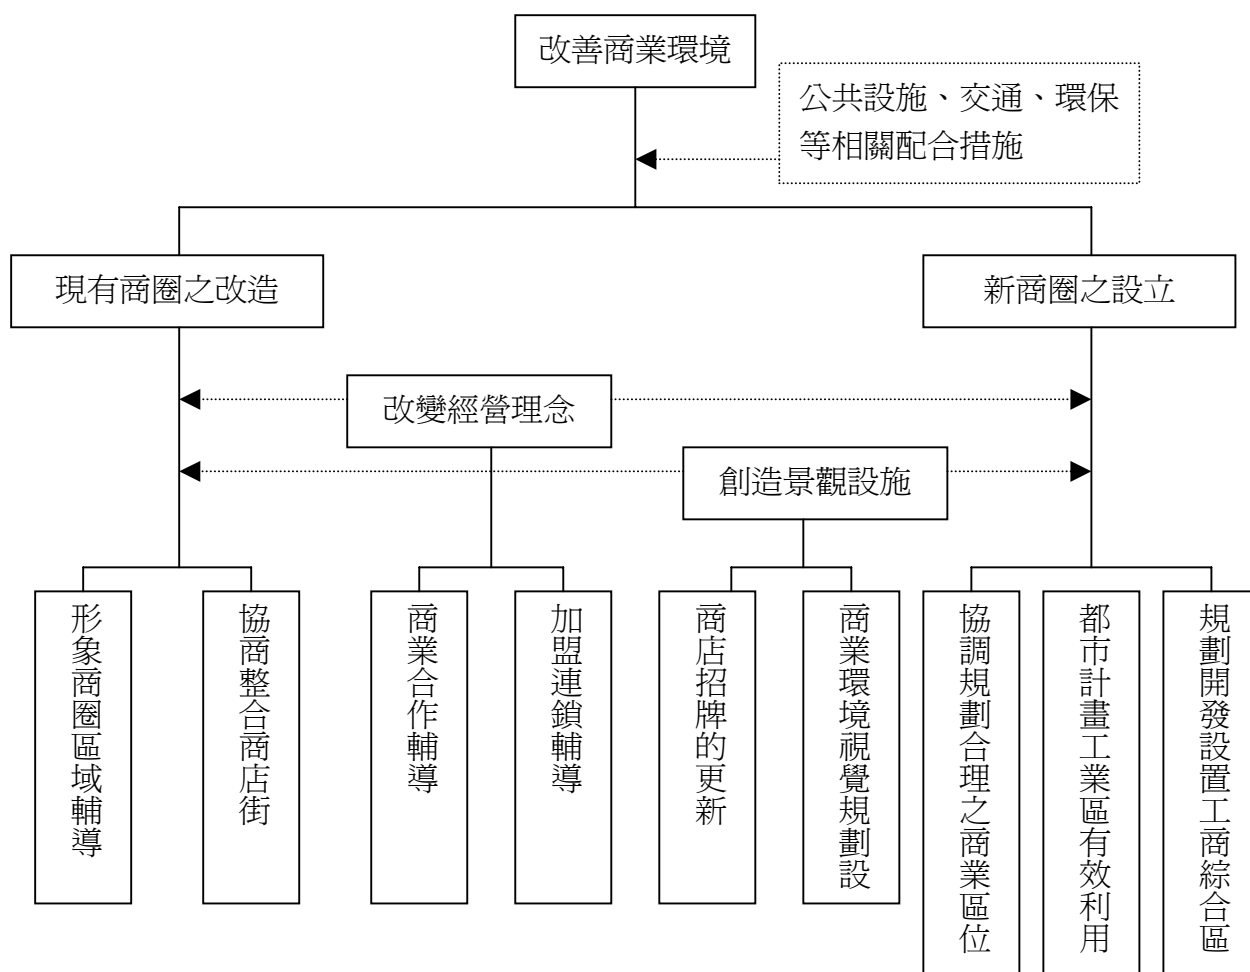 改善商業環境
公共設施、交通、環保
等相關配合措施
現有商圈之改造
新商圈之設立
改變經營理念
創造景觀設施
形象商圈區域輔導
協商整合商店街
商業合作輔導
加盟連鎖輔導
商店招牌的更新
商業環境視覺規劃設
協調規劃合理之商業區位
都市計畫工業區有效利用
規劃開發設置工商綜合區